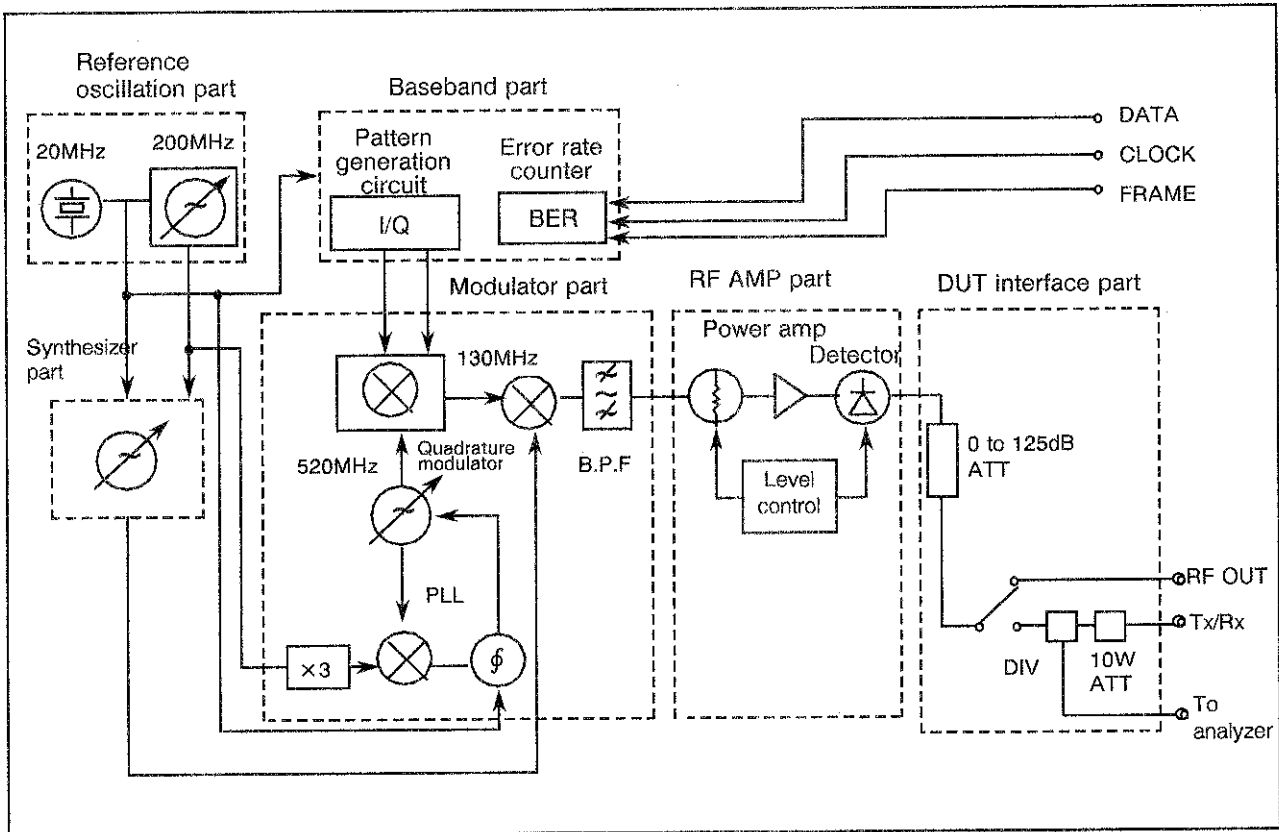 Reference
oscillation part
20MHz
200MHz
Baseband part
Pattern
generation
circuit
I/Q
Error rate
counter
BER
DATA
CLOCK
FRAME
Synthesizer
part
Modulator part
130MHz
520MHz
Quadrature
modulator
B.P.F
PLL
×3
∮
RF AMP part
Power amp
Detector
Level
control
DUT interface part
0 to 125dB
ATT
RF OUT
Tx/Rx
DIV
10W
ATT
To
analyzer